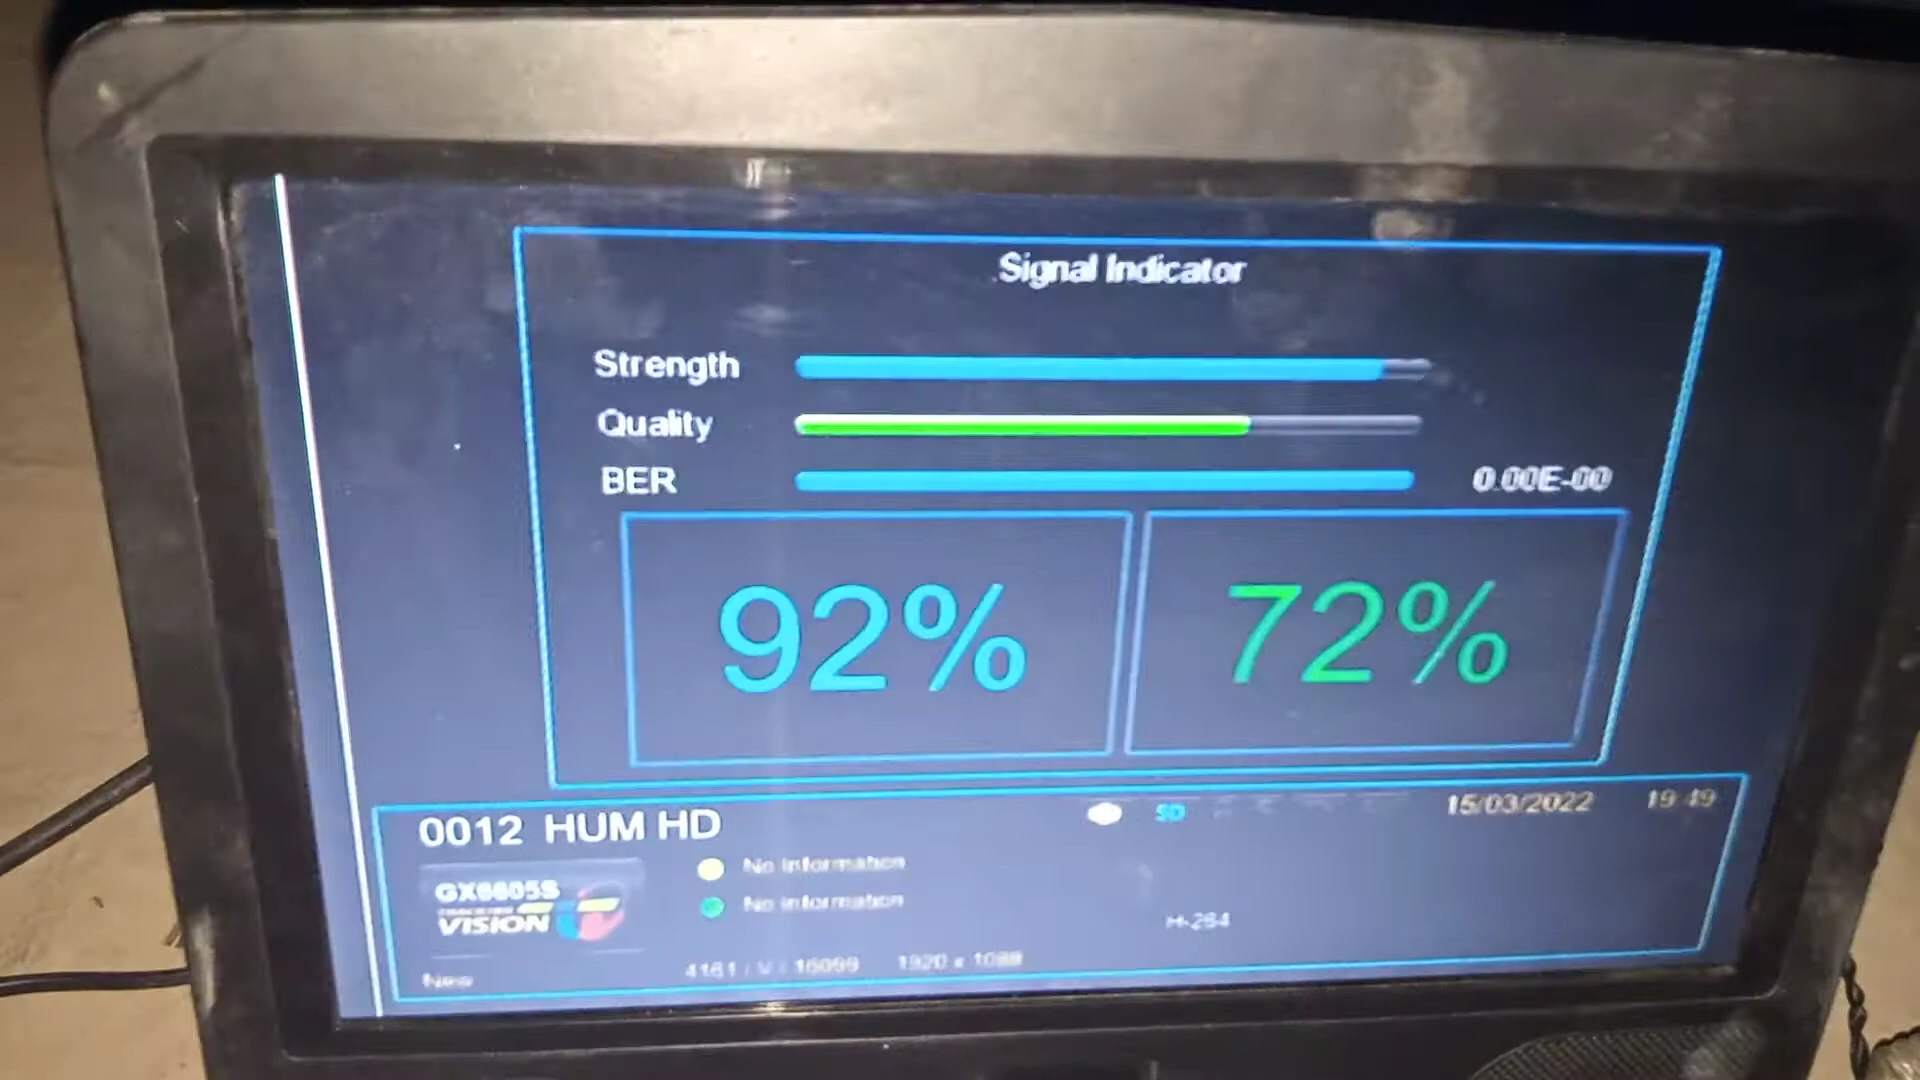 Signal Indicator
Strength
Quality
BER 0.00E-00
92% 72%
0012 HUM HD SD 15/03/2022 19:49
No Information
GX6605S
VISION
No Information
H-264
New 4161 / V / 16099 1920 x 1088